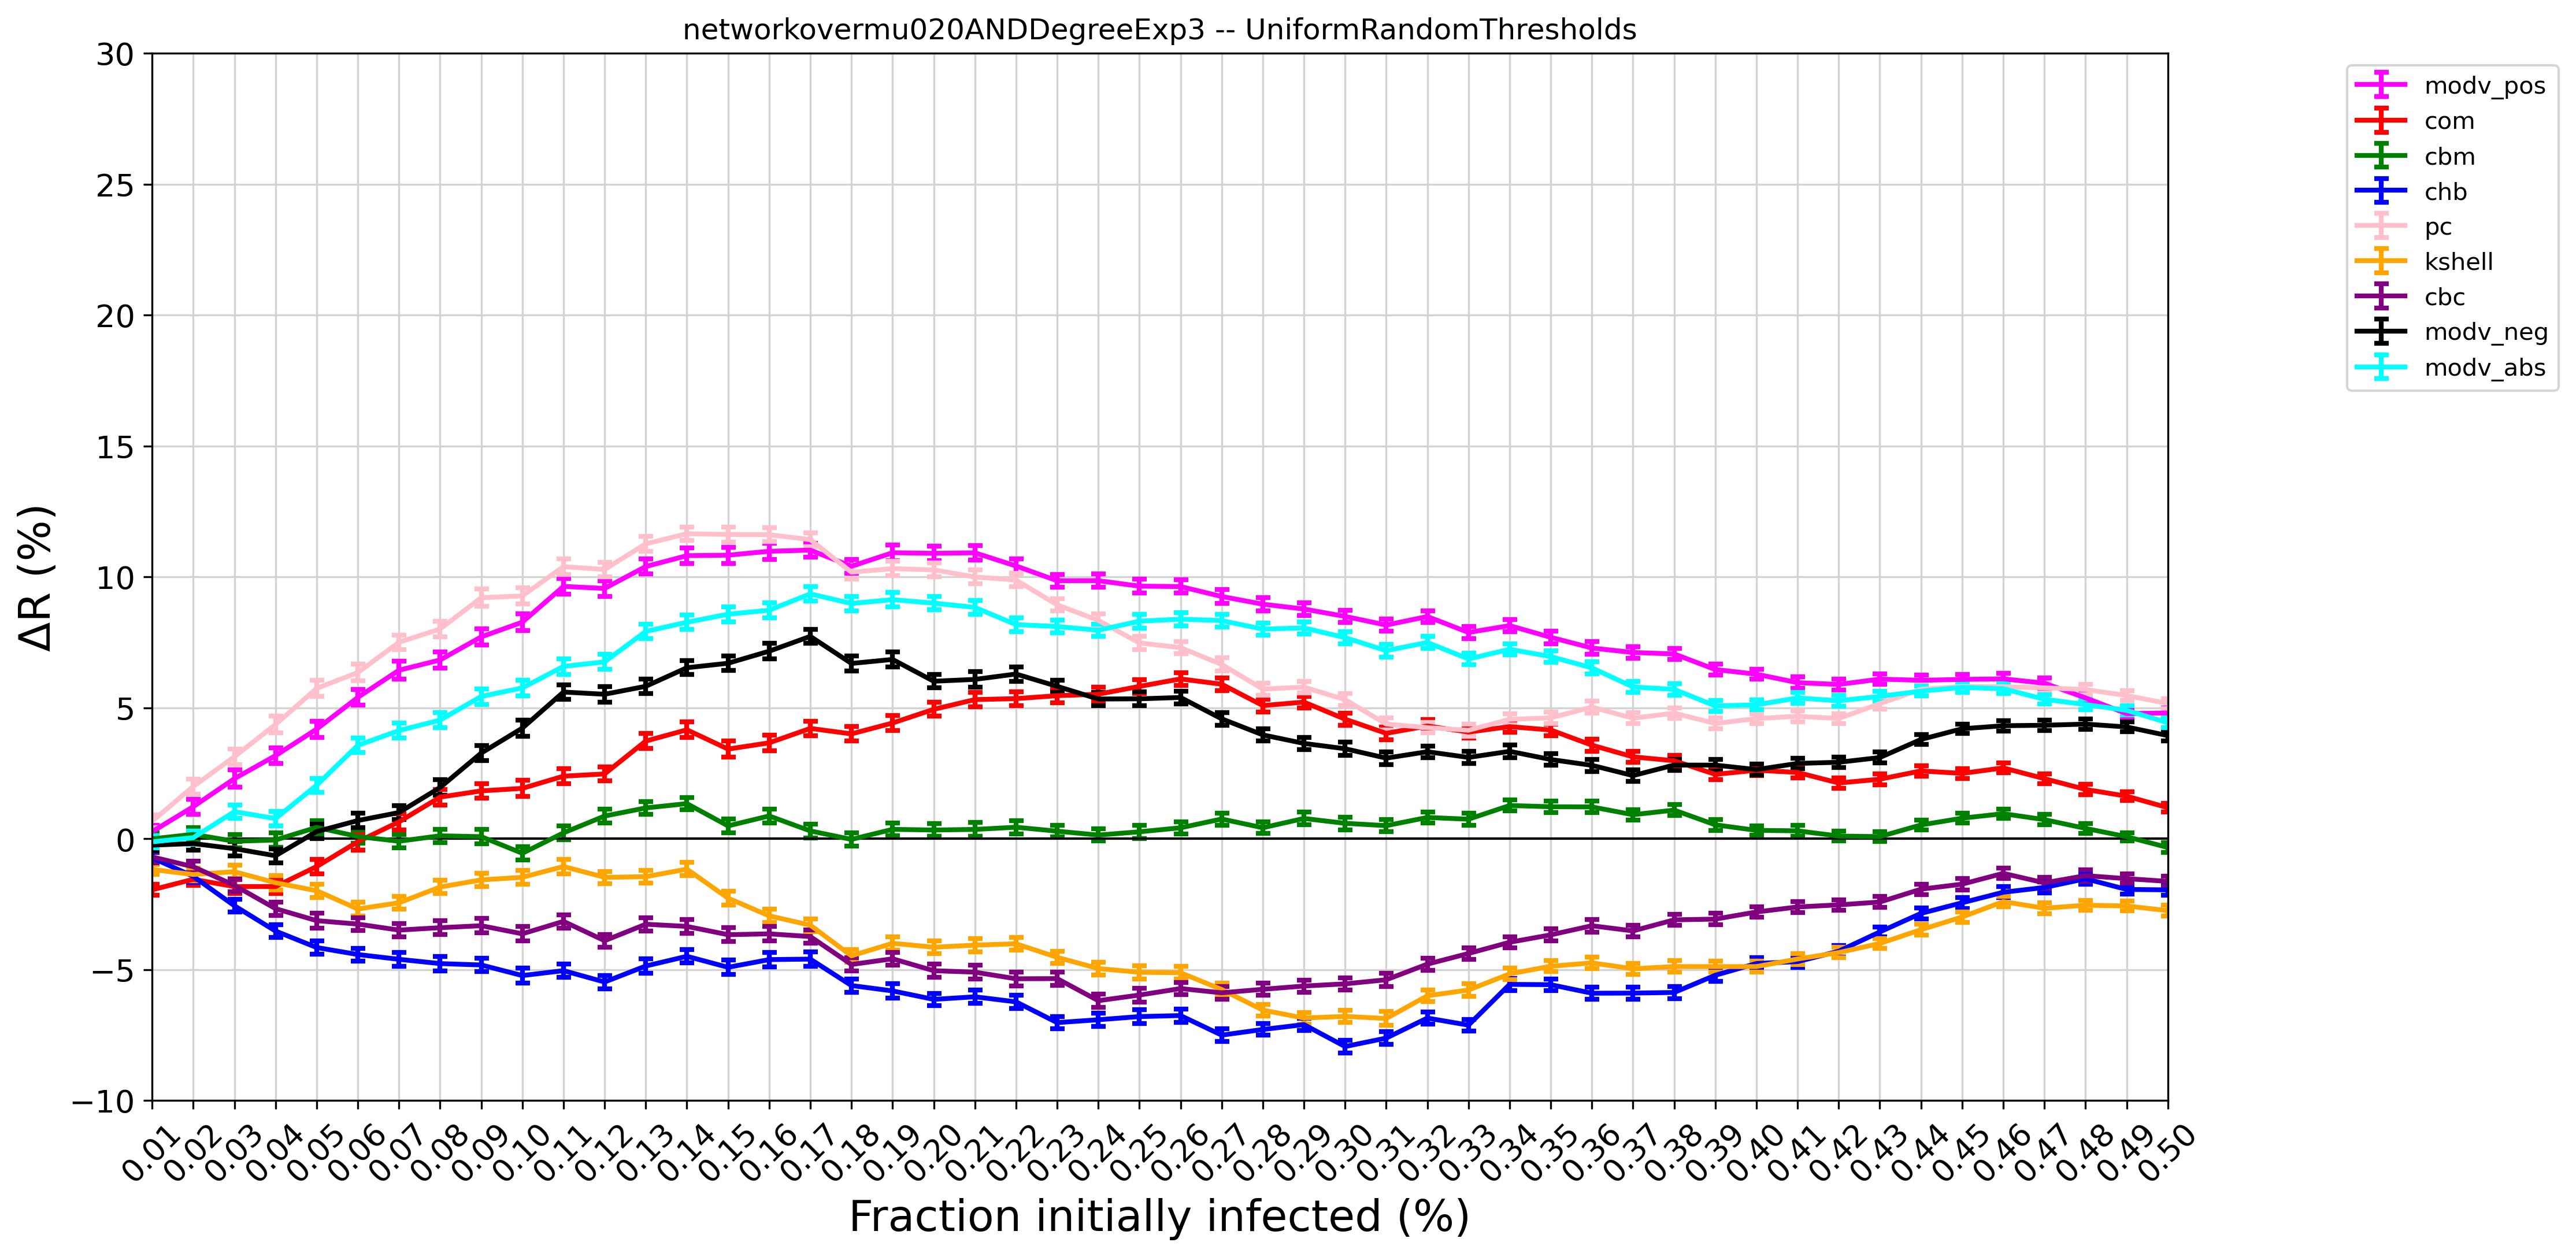 networkovermu020ANDDegreeExp3 -- UniformRandomThresholds
30
25
20
15
10
5
0
−5
−10
ΔR (%)
0.01 0.02 0.03 0.04 0.05 0.06 0.07 0.08 0.09 0.10 0.11 0.12 0.13 0.14 0.15 0.16 0.17 0.18 0.19 0.20 0.21 0.22 0.23 0.24 0.25 0.26 0.27 0.28 0.29 0.30 0.31 0.32 0.33 0.34 0.35 0.36 0.37 0.38 0.39 0.40 0.41 0.42 0.43 0.44 0.45 0.46 0.47 0.48 0.49 0.50
Fraction initially infected (%)
modv_pos
com
cbm
chb
pc
kshell
cbc
modv_neg
modv_abs